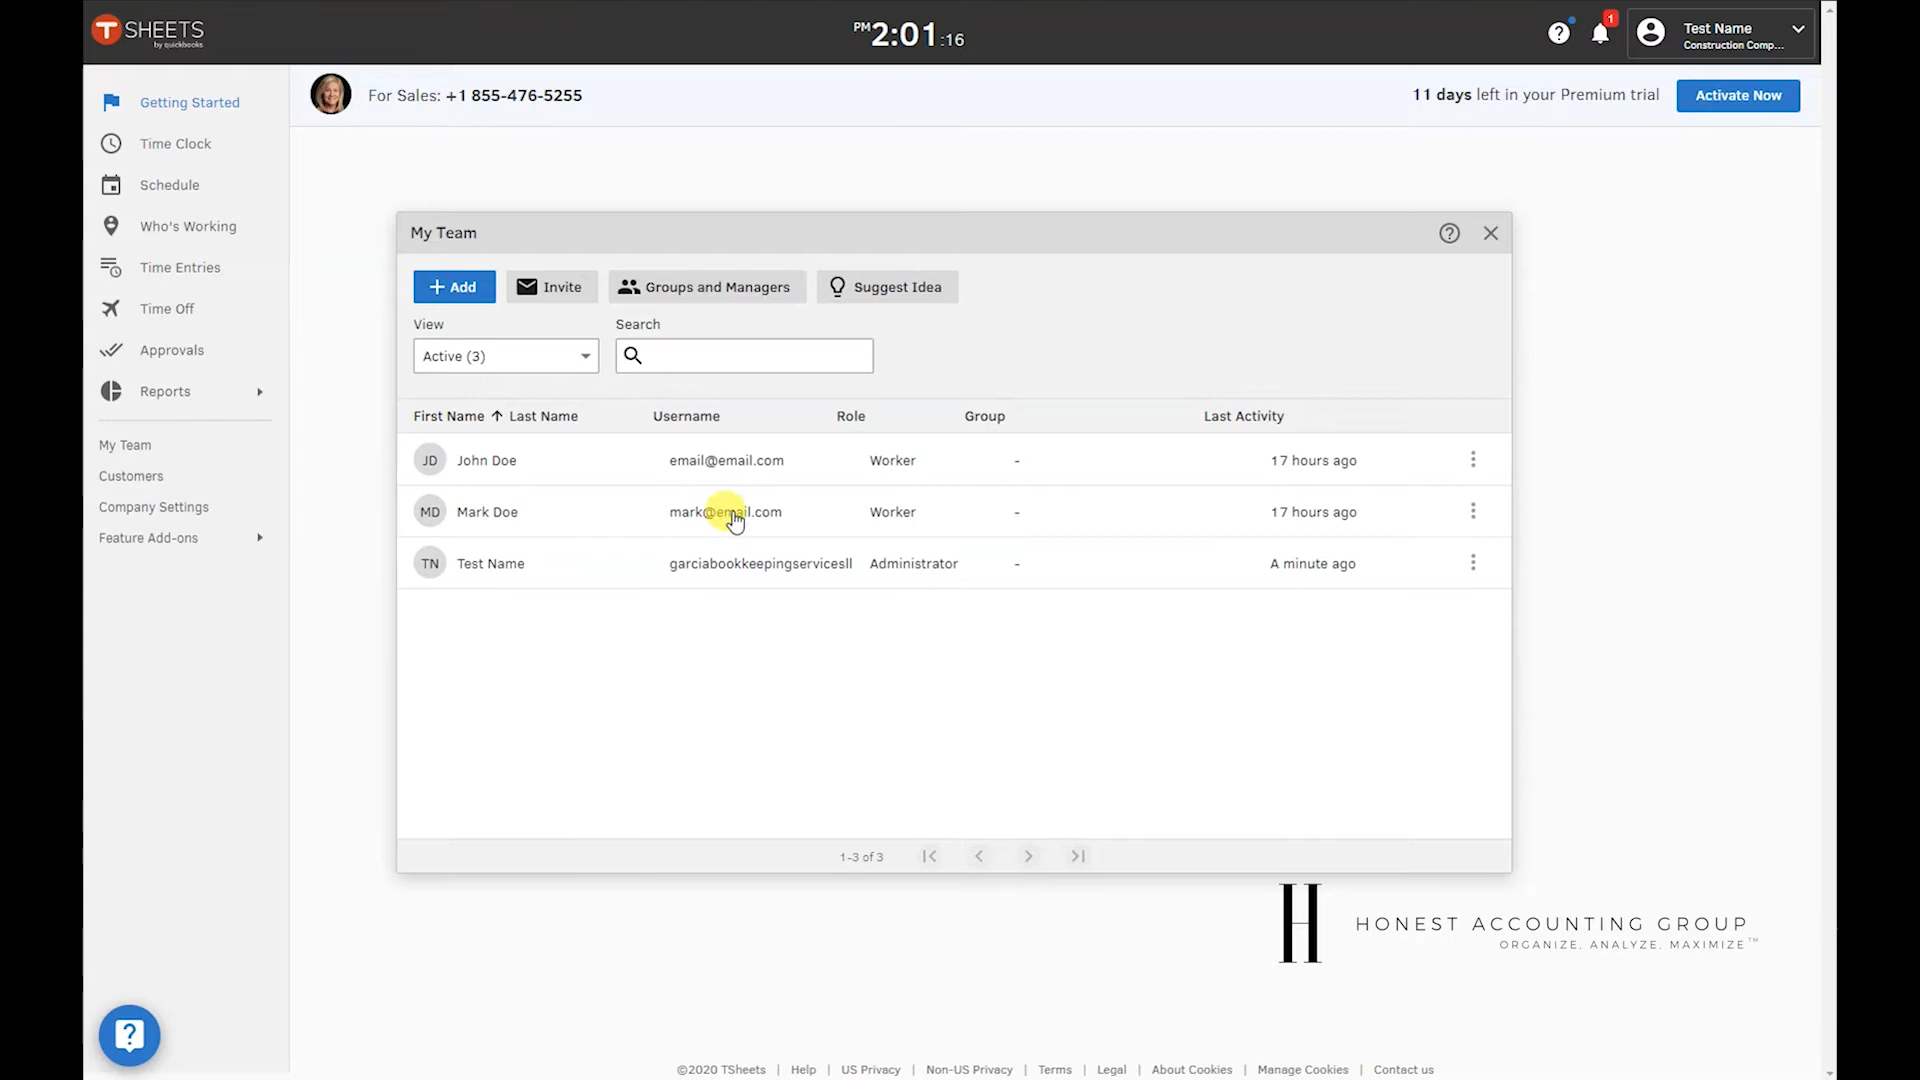 T SHEETS
by quickbooks
PM 2:01 :16
1
Test Name
Construction Comp...
Getting Started
Time Clock
Schedule
Who's Working
Time Entries
Time Off
Approvals
Reports
My Team
Customers
Company Settings
Feature Add-ons
For Sales: +1 855-476-5255
11 days left in your Premium trial
Activate Now
My Team
+ Add
Invite
Groups and Managers
Suggest Idea
View
Search
Active (3)
First Name Last Name Username Role Group Last Activity
JD John Doe email@email.com Worker - 17 hours ago
MD Mark Doe mark@email.com Worker - 17 hours ago
TN Test Name garciabookkeepingservicesll Administrator - A minute ago
1-3 of 3
H
HONEST ACCOUNTING GROUP
ORGANIZE, ANALYZE, MAXIMIZE™
©2020 TSheets | Help | US Privacy | Non-US Privacy | Terms | Legal | About Cookies | Manage Cookies | Contact us